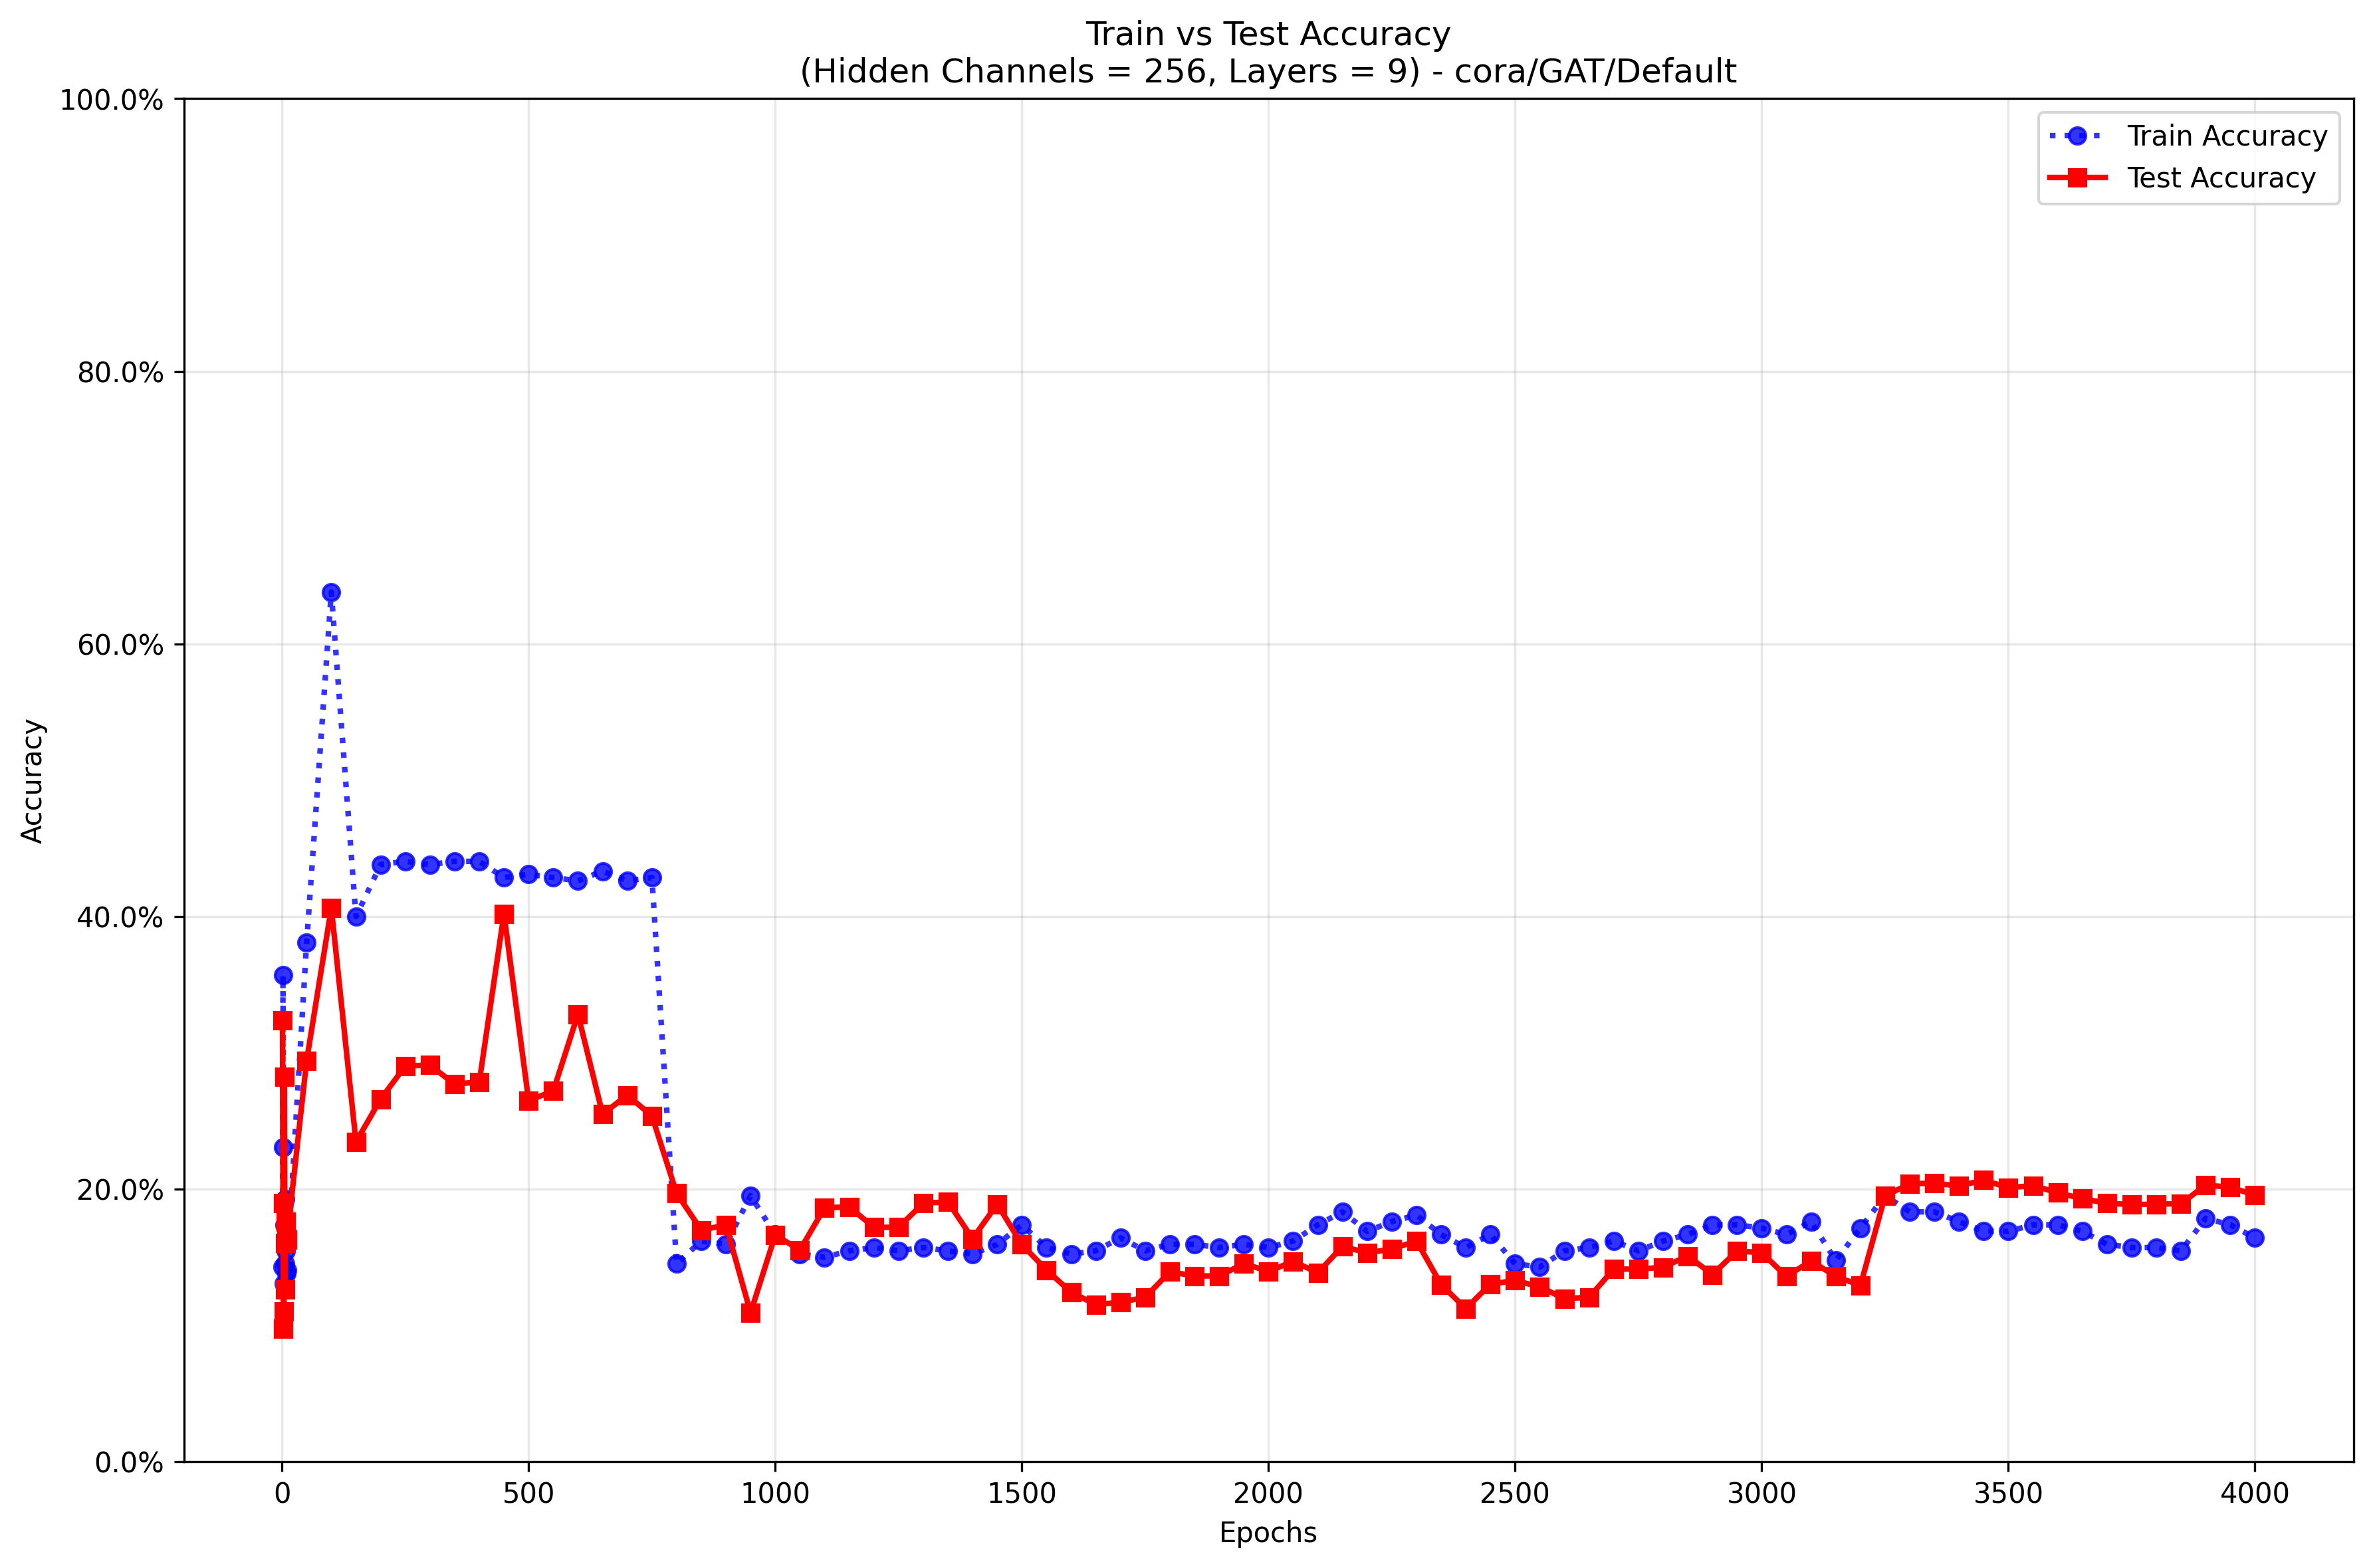 Train vs Test Accuracy
(Hidden Channels = 256, Layers = 9) - cora/GAT/Default
100.0%
80.0%
60.0%
40.0%
20.0%
0.0%
Accuracy
Train Accuracy
Test Accuracy
0
500
1000
1500
2000
2500
3000
3500
4000
Epochs